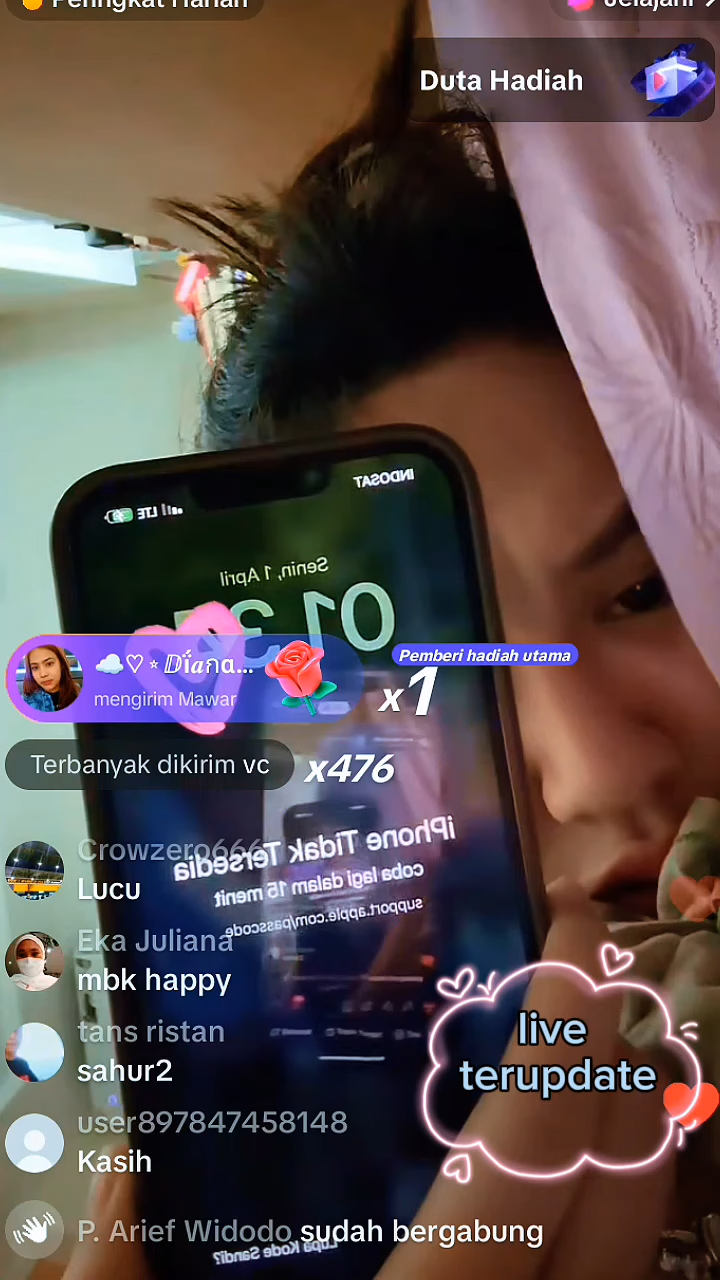 Peringkat Harian
Jelajahi
Duta Hadiah
INDOSAT
LTE
Senin, 1 April
01:3
Pemberi hadiah utama
mengirim Mawar
x1
Terbanyak dikirim vc x476
iPhone Tidak Tersedia
coba lagi dalam 15 menit
support.apple.com/passcode
Crowzero666
Lucu
Eka Juliana
mbk happy
tans ristan
sahur2
user897847458148
Kasih
live
terupdate
P. Arief Widodo sudah bergabung
Lupa Kode Sandi?